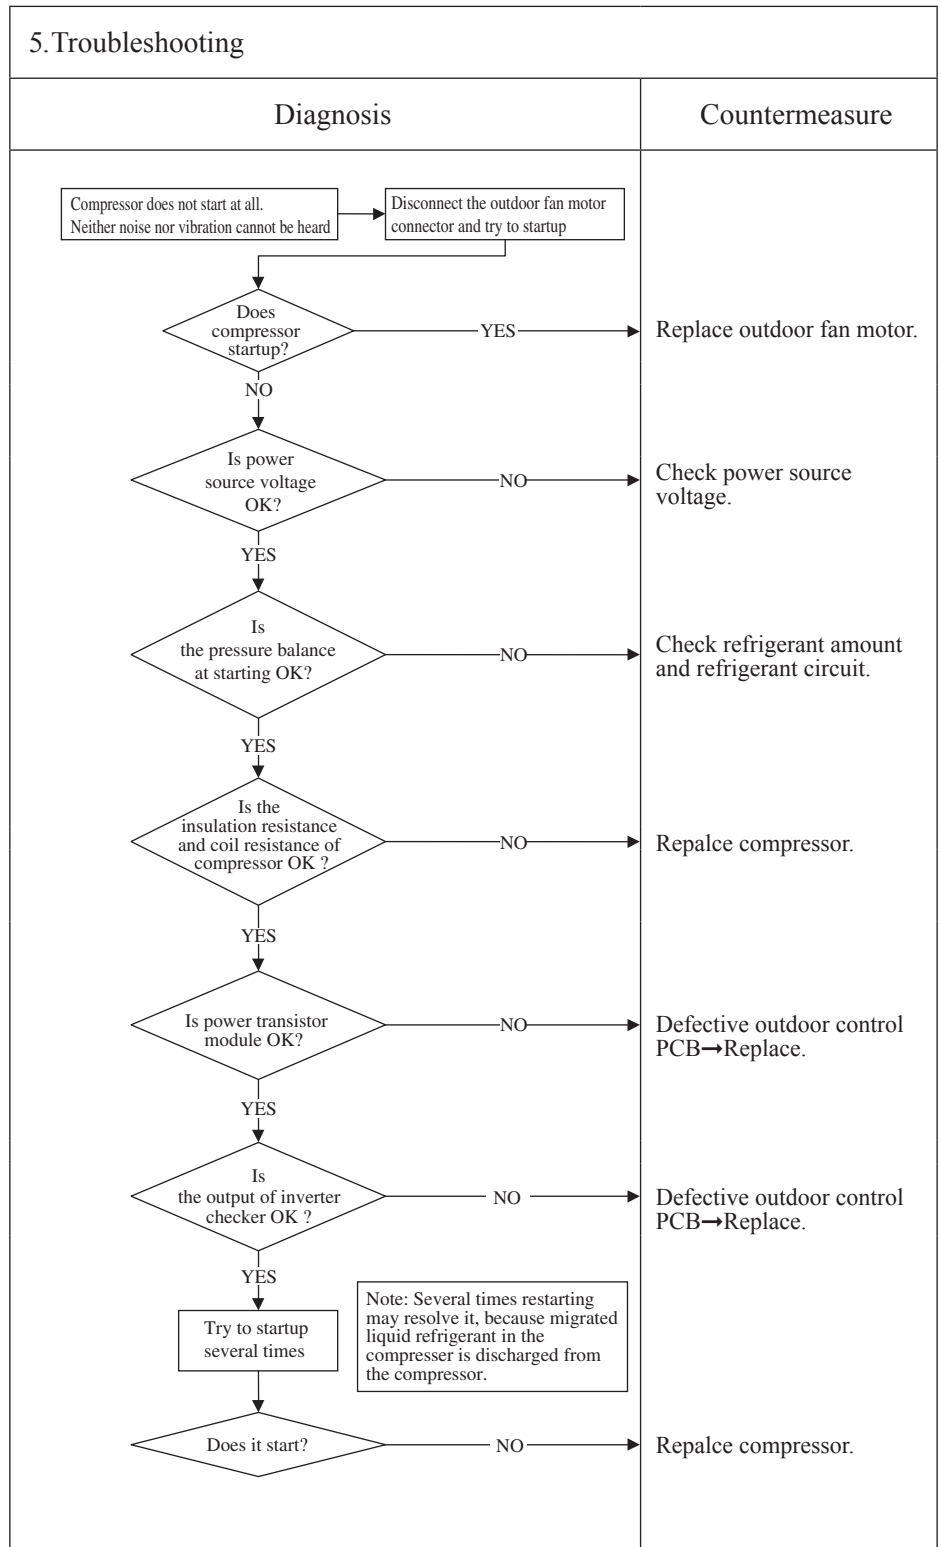 5.Troubleshooting
Diagnosis
Countermeasure
Compressor does not start at all.
Neither noise nor vibration cannot be heard
Disconnect the outdoor fan motor
connector and try to startup
Does
compressor
startup?
YES
Replace outdoor fan motor.
NO
Is power
source voltage
OK?
NO
Check power source
voltage.
YES
Is
the pressure balance
at starting OK?
NO
Check refrigerant amount
and refrigerant circuit.
YES
Is the
insulation resistance
and coil resistance of
compressor OK ?
NO
Repalce compressor.
YES
Is power transistor
module OK?
NO
Defective outdoor control
PCB→Replace.
YES
Is
the output of inverter
checker OK ?
NO
Defective outdoor control
PCB→Replace.
YES
Try to startup
several times
Note: Several times restarting
may resolve it, because migrated
liquid refrigerant in the
compresser is discharged from
the compressor.
Does it start?
NO
Repalce compressor.